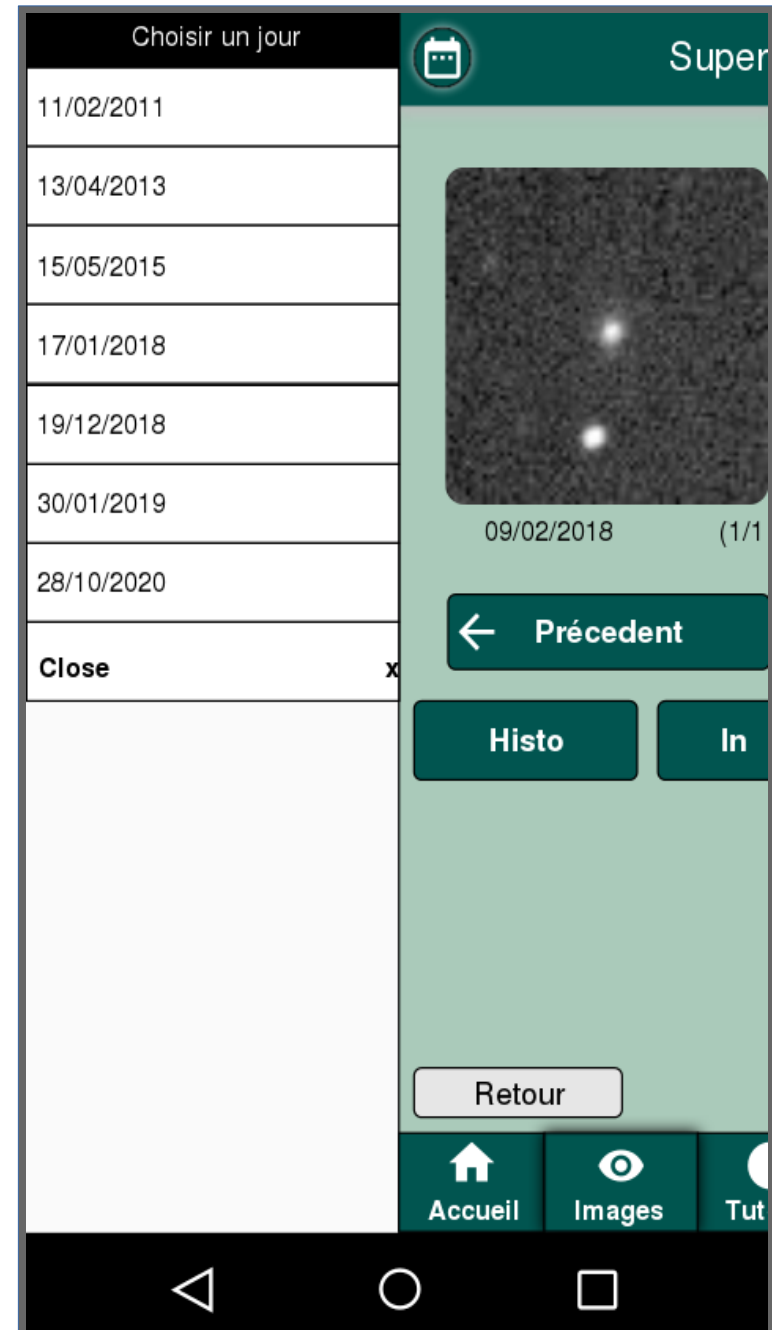 Choisir un jour
11/02/2011
13/04/2013
15/05/2015
17/01/2018
19/12/2018
30/01/2019
28/10/2020
Close x
Super
09/02/2018 (1/1
Précedent
Histo In
Retour
Accueil Images Tut